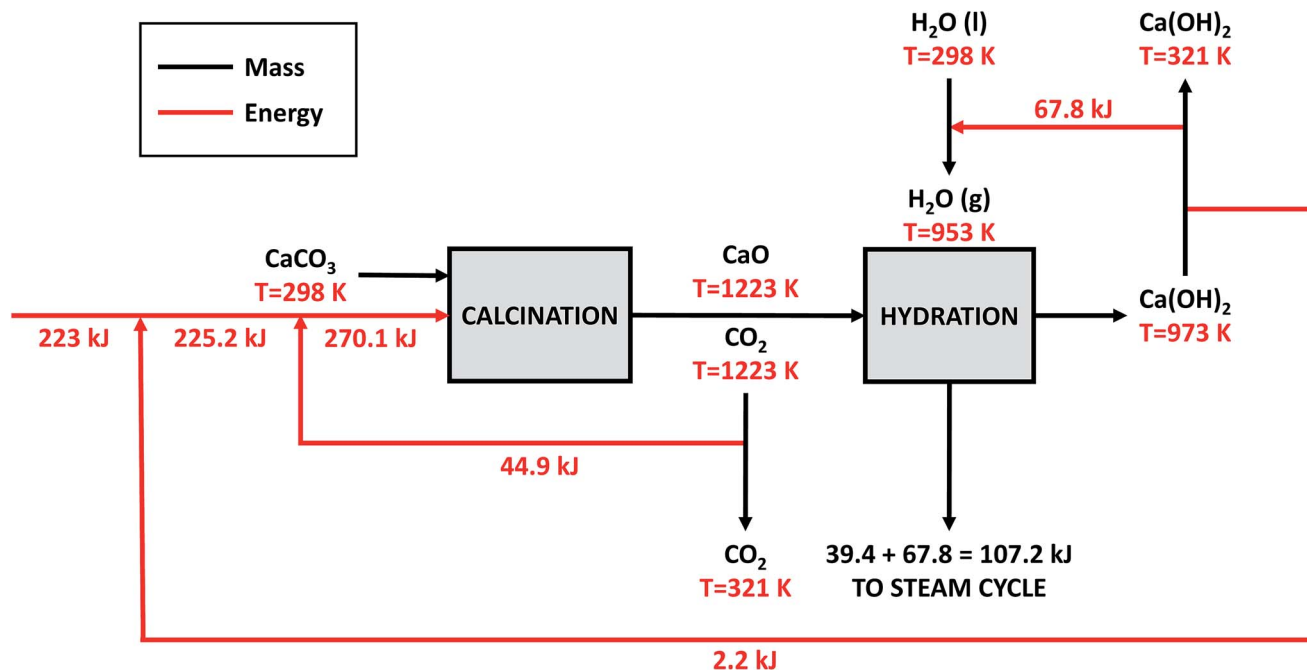 Mass
Energy
H₂O (l)
T=298 K
Ca(OH)₂
T=321 K
67.8 kJ
H₂O (g)
T=953 K
CaCO₃
T=298 K
CaO
T=1223 K
CALCINATION
HYDRATION
223 kJ
225.2 kJ
270.1 kJ
CO₂
T=1223 K
Ca(OH)₂
T=973 K
44.9 kJ
CO₂
T=321 K
39.4 + 67.8 = 107.2 kJ
TO STEAM CYCLE
2.2 kJ